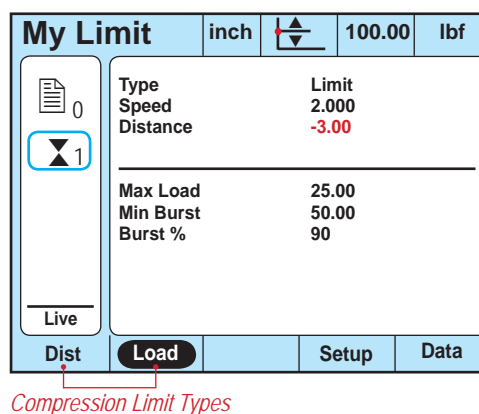 My Limit inch 100.00 lbf
0
1
Type Limit
Speed 2.000
Distance -3.00
Max Load 25.00
Min Burst 50.00
Burst % 90
Live
Dist Load Setup Data
Compression Limit Types